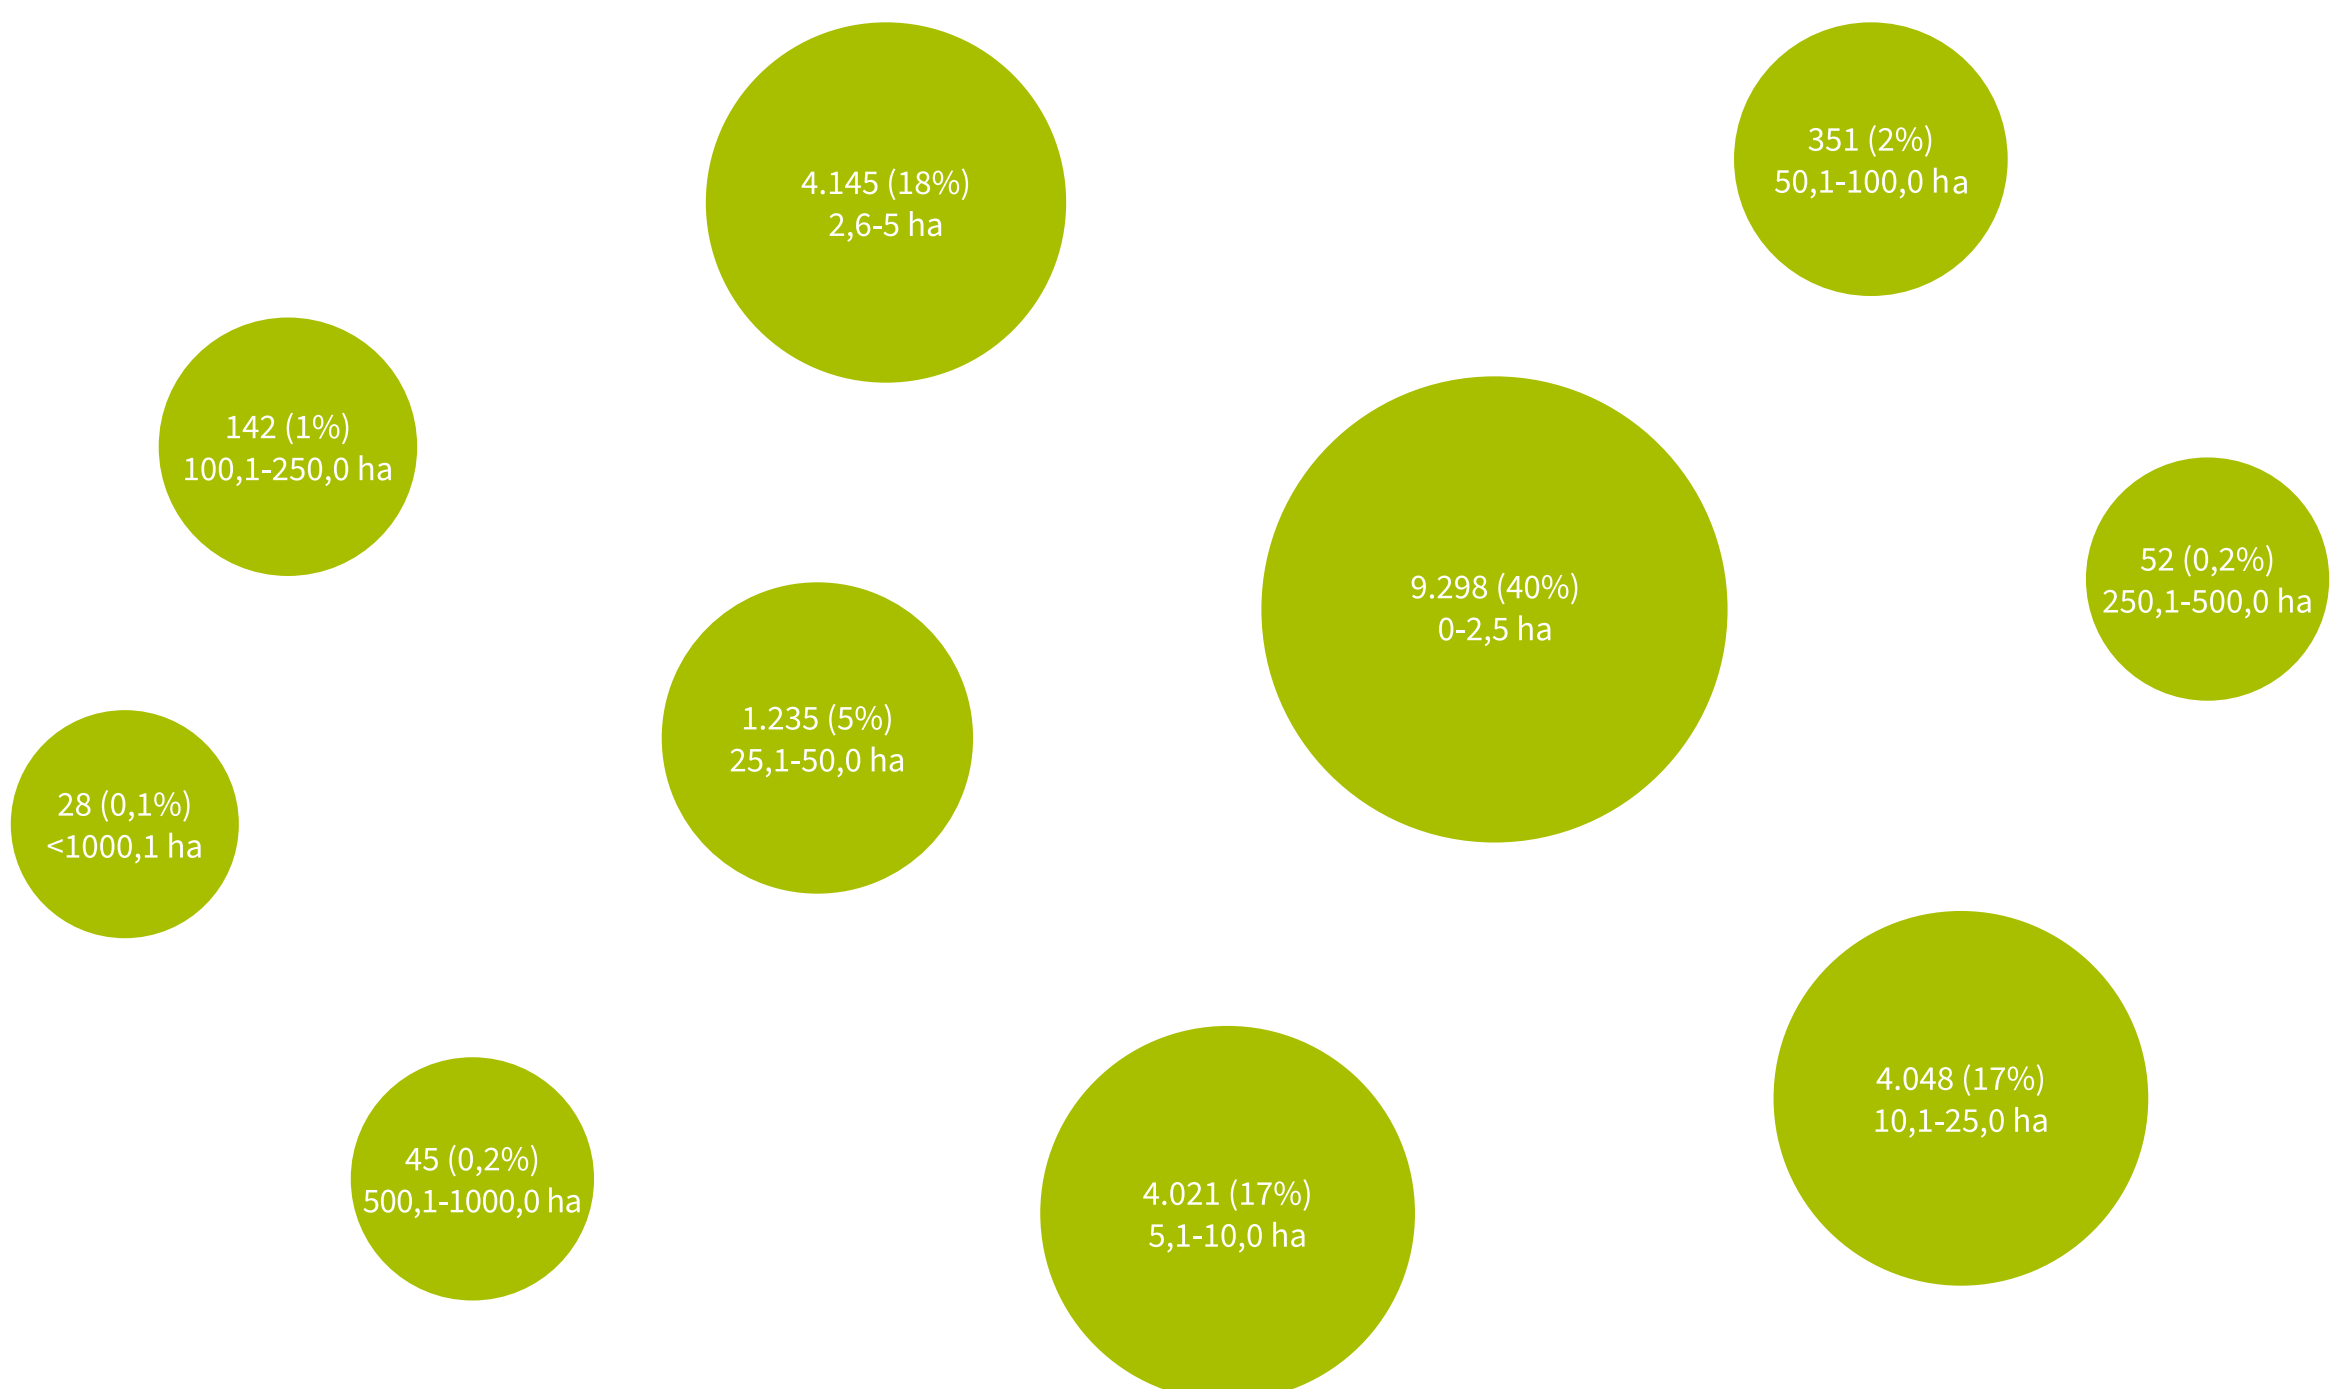 4.145 (18%)
2,6-5 ha
351 (2%)
50,1-100,0 ha
142 (1%)
100,1-250,0 ha
9.298 (40%)
0-2,5 ha
52 (0,2%)
250,1-500,0 ha
1.235 (5%)
25,1-50,0 ha
28 (0,1%)
<1000,1 ha
4.048 (17%)
10,1-25,0 ha
45 (0,2%)
500,1-1000,0 ha
4.021 (17%)
5,1-10,0 ha